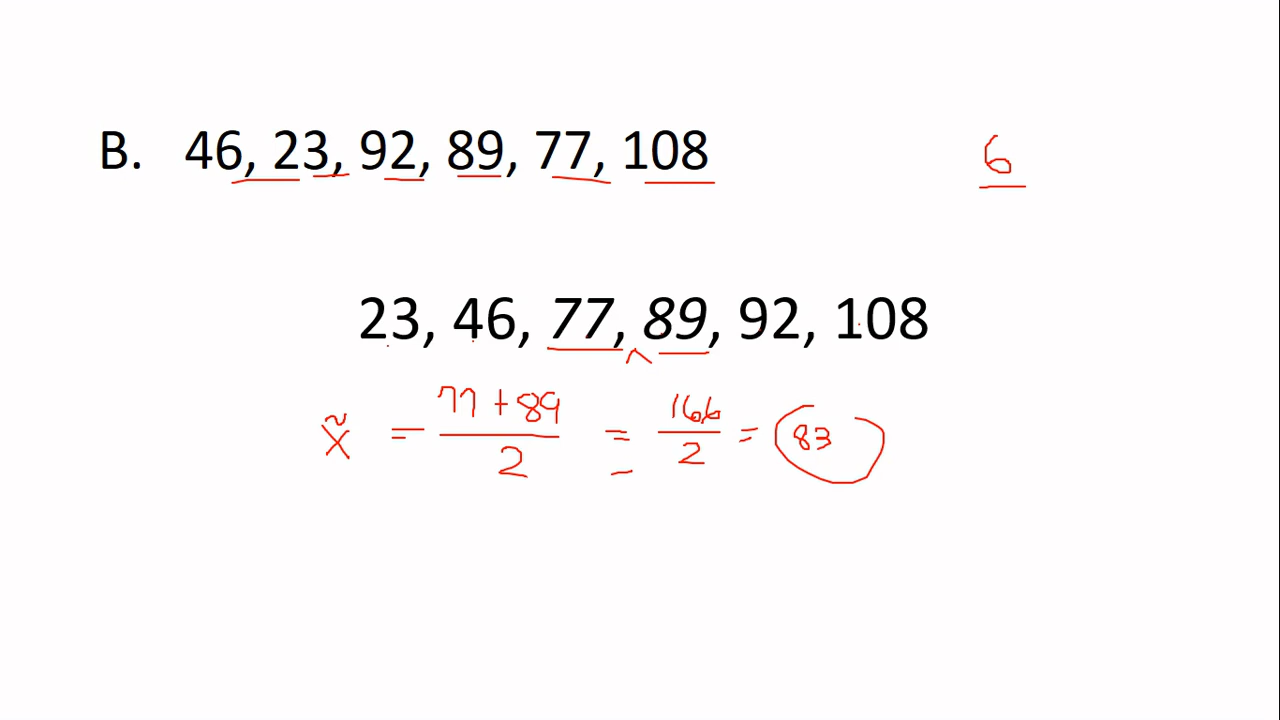 B. 46, 23, 92, 89, 77, 108 6
23, 46, 77, 89, 92, 108
x̃ = 77 + 89 / 2 = 166 / 2 = 83